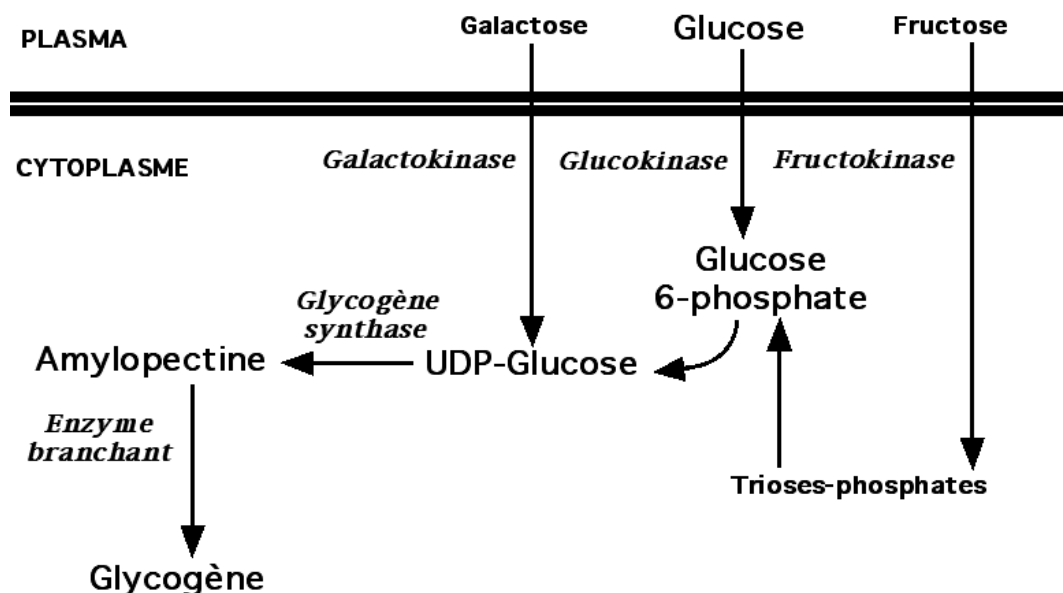 PLASMA
Galactose
Glucose
Fructose
CYTOPLASME
Galactokinase
Glucokinase
Fructokinase
Glucose
6-phosphate
Glycogène
synthase
Amylopectine
UDP-Glucose
Enzyme
branchant
Trioses-phosphates
Glycogène